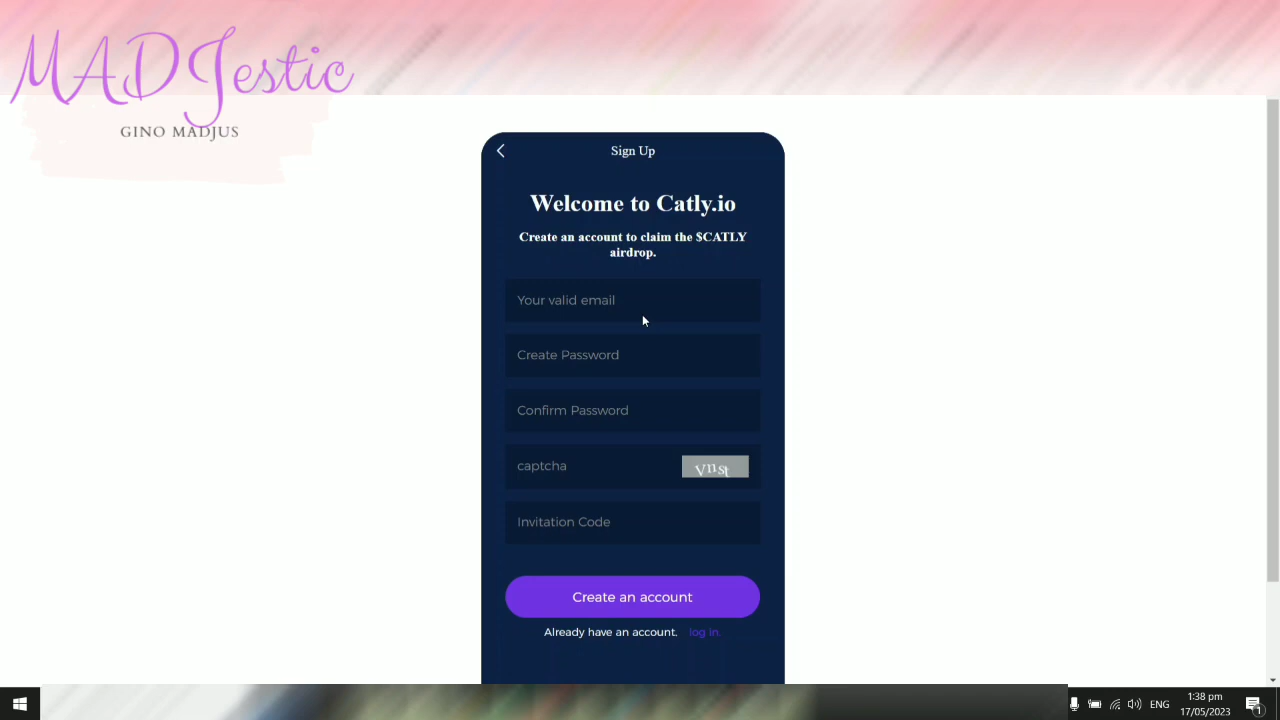 MADJestic
GINO MADJUS
Sign Up
Welcome to Catly.io
Create an account to claim the $CATLY
airdrop.
Your valid email
Create Password
Confirm Password
captcha
Vnst
Invitation Code
Create an account
Already have an account. log in.
1:38 pm
ENG
17/05/2023
1